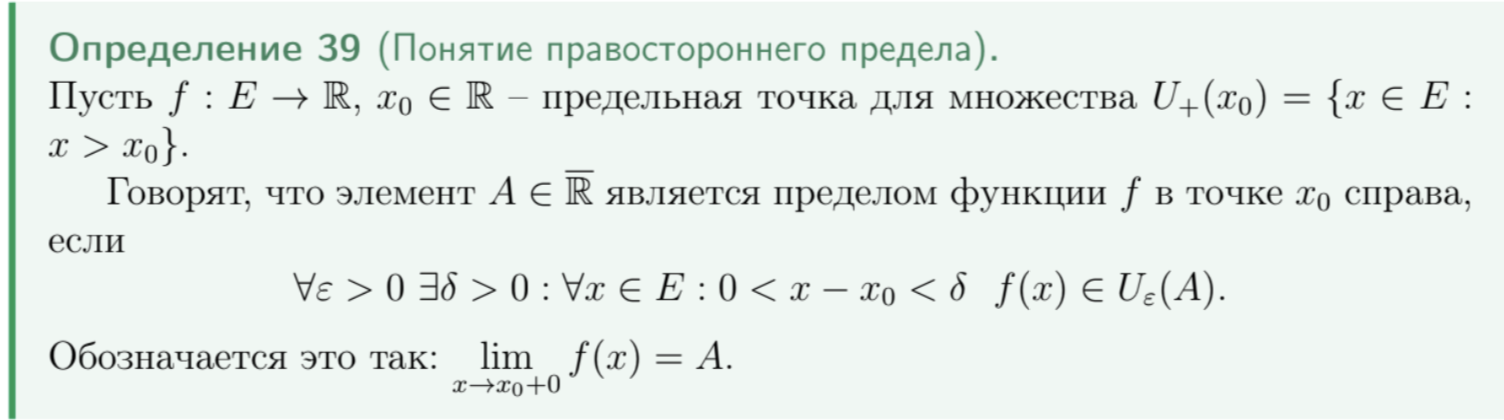 Определение 39 (Понятие правостороннего предела).
Пусть f : E → ℝ, x₀ ∈ ℝ – предельная точка для множества U₊(x₀) = {x ∈ E :
x > x₀}.
Говорят, что элемент A ∈ ℝ̅ является пределом функции f в точке x₀ справа,
если
∀ε > 0 ∃δ > 0 : ∀x ∈ E : 0 < x − x₀ < δ f(x) ∈ U_ε(A).
Обозначается это так: lim_{x→x₀+0} f(x) = A.